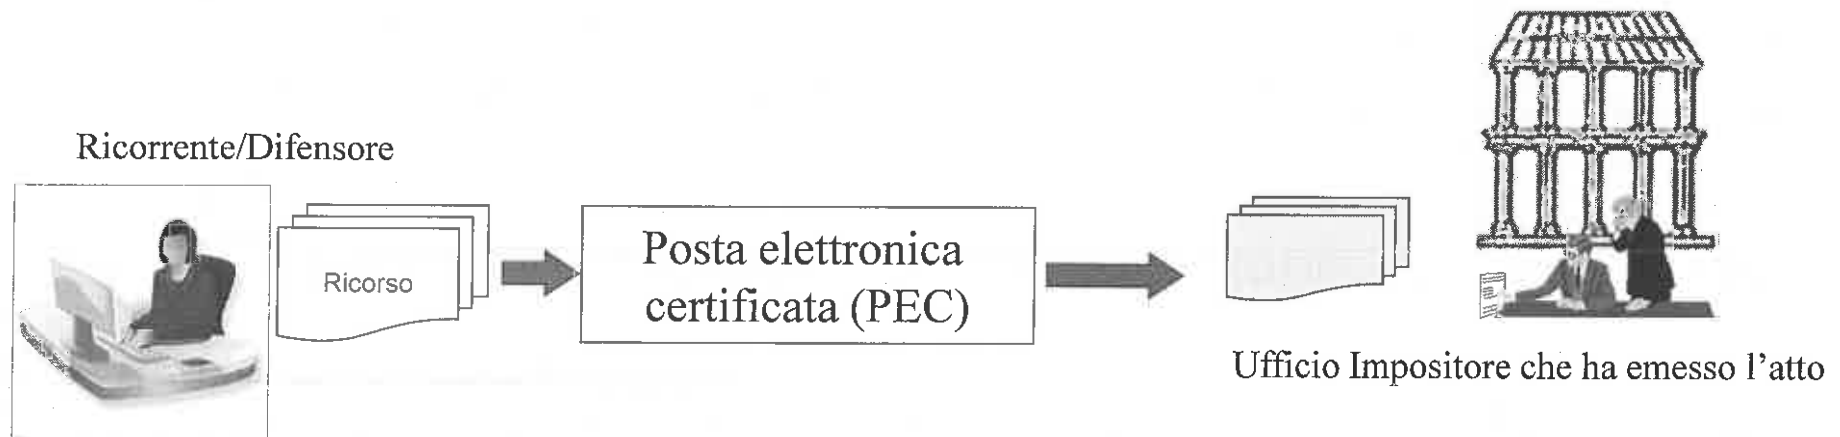 Ricorrente/Difensore
Ricorso
Posta elettronica
certificata (PEC)
Ufficio Impositore che ha emesso l'atto